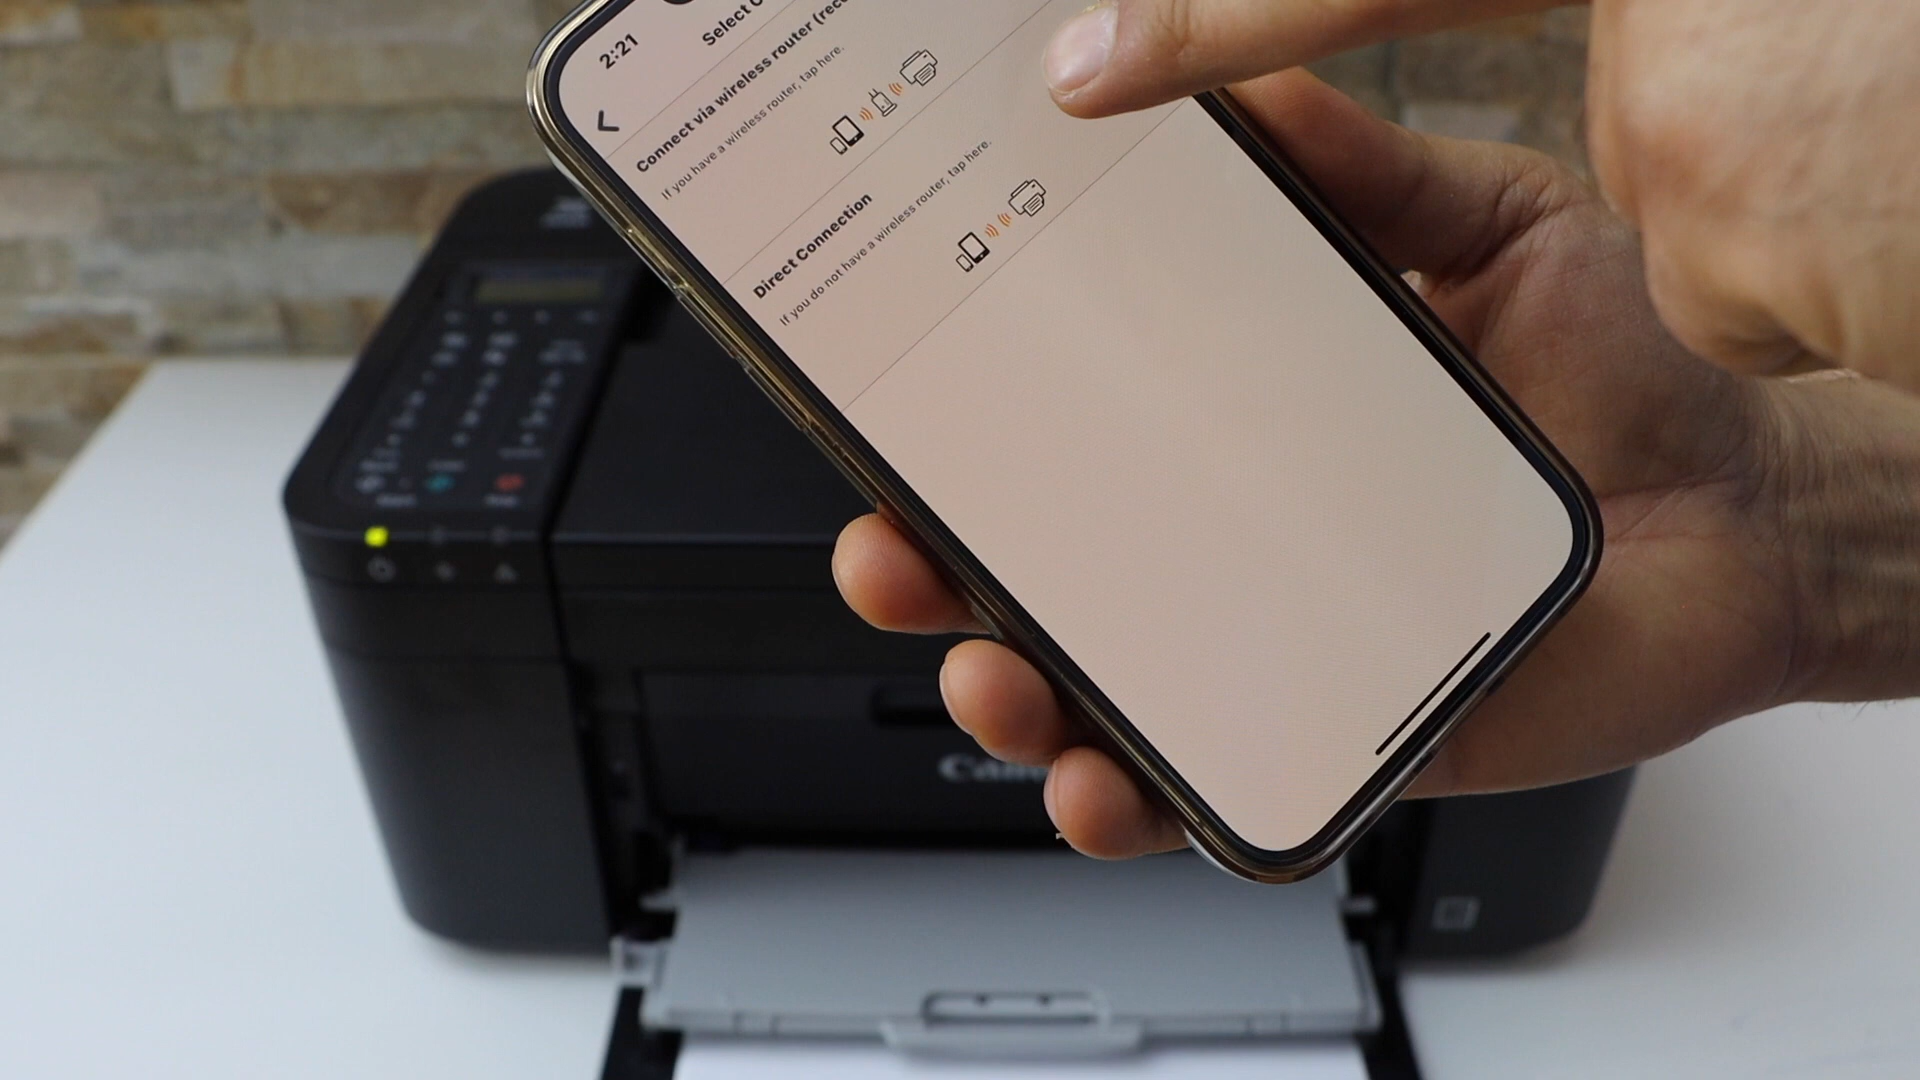 2:21
Select
Connect via wireless router
If you have a wireless router, tap here.
Direct Connection
If you do not have a wireless router, tap here.